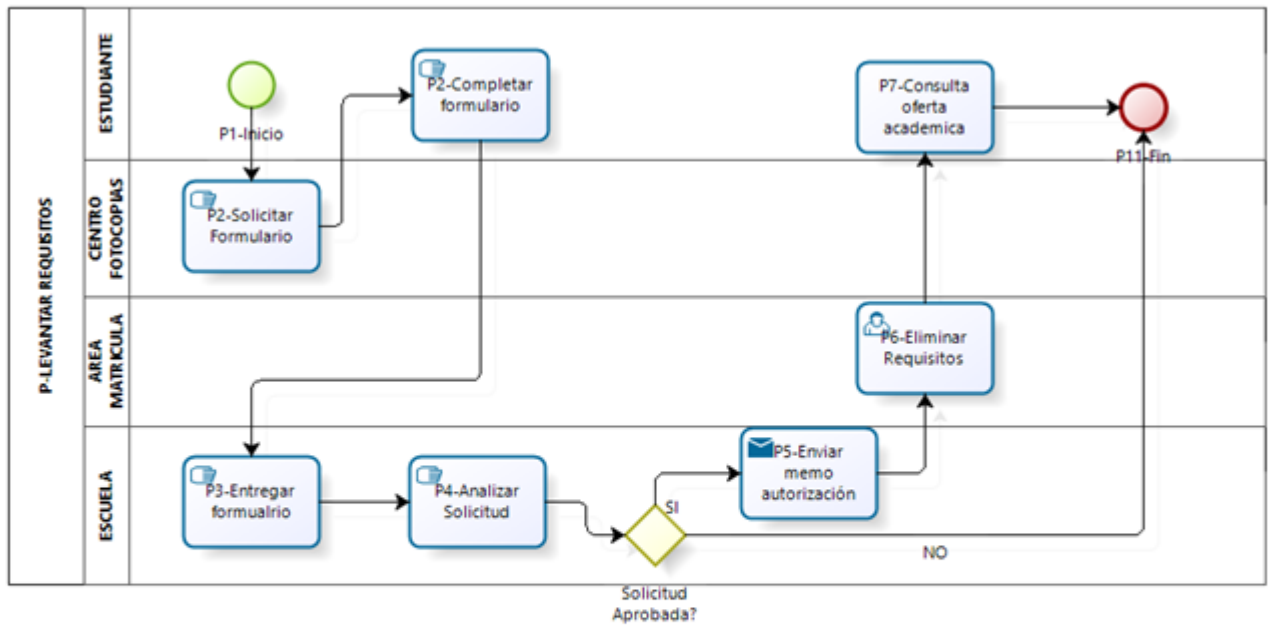 P-LEVANTAR REQUISITOS
ESTUDIANTE
P1-Inicio
P2-Completar
formulario
P7-Consulta
oferta
academica
P11-Fin
CENTRO
FOTOCOPIAS
P2-Solicitar
Formulario
AREA
MATRICULA
P6-Eliminar
Requisitos
ESCUELA
P3-Entregar
formualrio
P4-Analizar
Solicitud
SI
P5-Enviar
memo
autorización
NO
Solicitud
Aprobada?